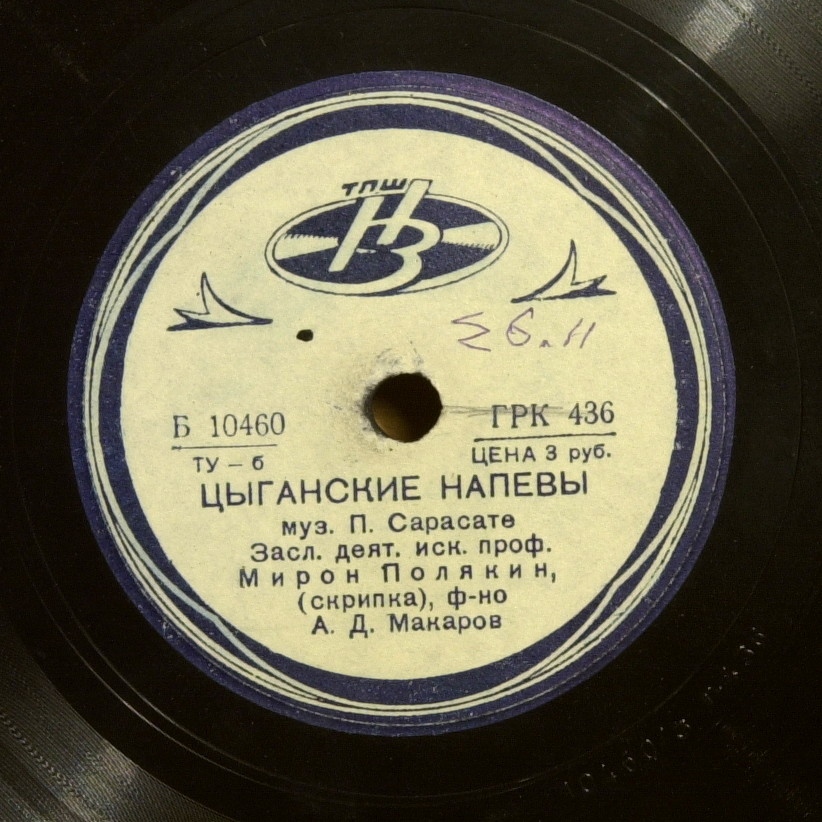 ТПШ
НЗ
Б 10460
ГРК 436
ТУ – б
ЦЕНА 3 руб.
ЦЫГАНСКИЕ НАПЕВЫ
муз. П. Сарасате
Засл. деят. иск. проф.
Мирон Полякин,
(скрипка), ф-но
А. Д. Макаров